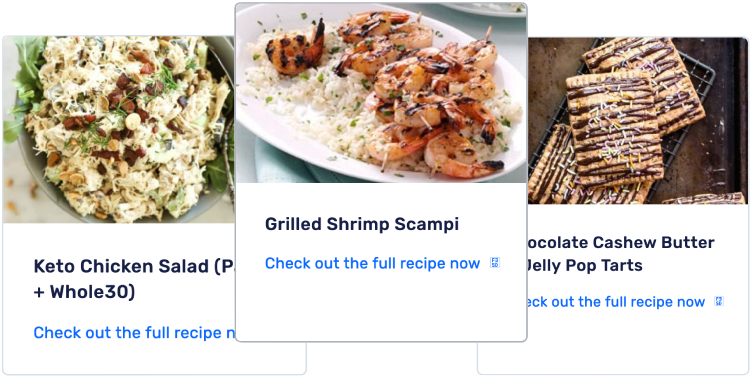 Keto Chicken Salad (P
+ Whole30)
Check out the full recipe n
Grilled Shrimp Scampi
Check out the full recipe now
ocolate Cashew Butter
Jelly Pop Tarts
eck out the full recipe now